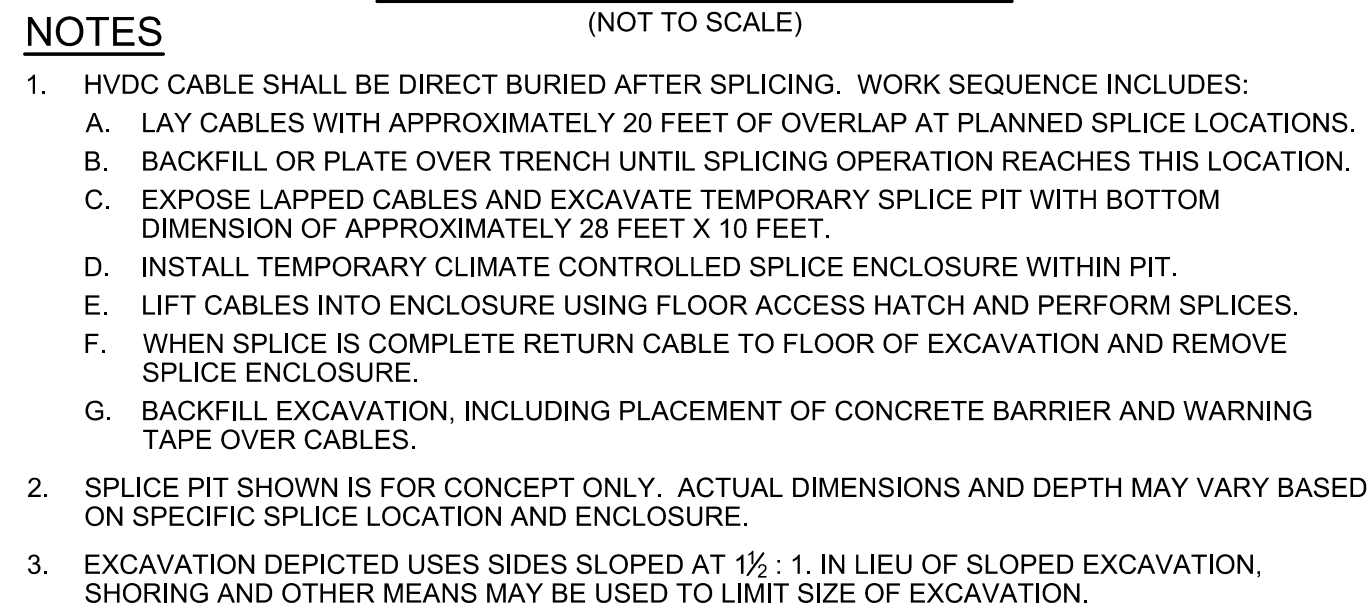 (NOT TO SCALE)
NOTES
1. HVDC CABLE SHALL BE DIRECT BURIED AFTER SPLICING. WORK SEQUENCE INCLUDES:
A. LAY CABLES WITH APPROXIMATELY 20 FEET OF OVERLAP AT PLANNED SPLICE LOCATIONS.
B. BACKFILL OR PLATE OVER TRENCH UNTIL SPLICING OPERATION REACHES THIS LOCATION.
C. EXPOSE LAPPED CABLES AND EXCAVATE TEMPORARY SPLICE PIT WITH BOTTOM
DIMENSION OF APPROXIMATELY 28 FEET X 10 FEET.
D. INSTALL TEMPORARY CLIMATE CONTROLLED SPLICE ENCLOSURE WITHIN PIT.
E. LIFT CABLES INTO ENCLOSURE USING FLOOR ACCESS HATCH AND PERFORM SPLICES.
F. WHEN SPLICE IS COMPLETE RETURN CABLE TO FLOOR OF EXCAVATION AND REMOVE
SPLICE ENCLOSURE.
G. BACKFILL EXCAVATION, INCLUDING PLACEMENT OF CONCRETE BARRIER AND WARNING
TAPE OVER CABLES.
2. SPLICE PIT SHOWN IS FOR CONCEPT ONLY. ACTUAL DIMENSIONS AND DEPTH MAY VARY BASED
ON SPECIFIC SPLICE LOCATION AND ENCLOSURE.
3. EXCAVATION DEPICTED USES SIDES SLOPED AT 1½ : 1. IN LIEU OF SLOPED EXCAVATION,
SHORING AND OTHER MEANS MAY BE USED TO LIMIT SIZE OF EXCAVATION.